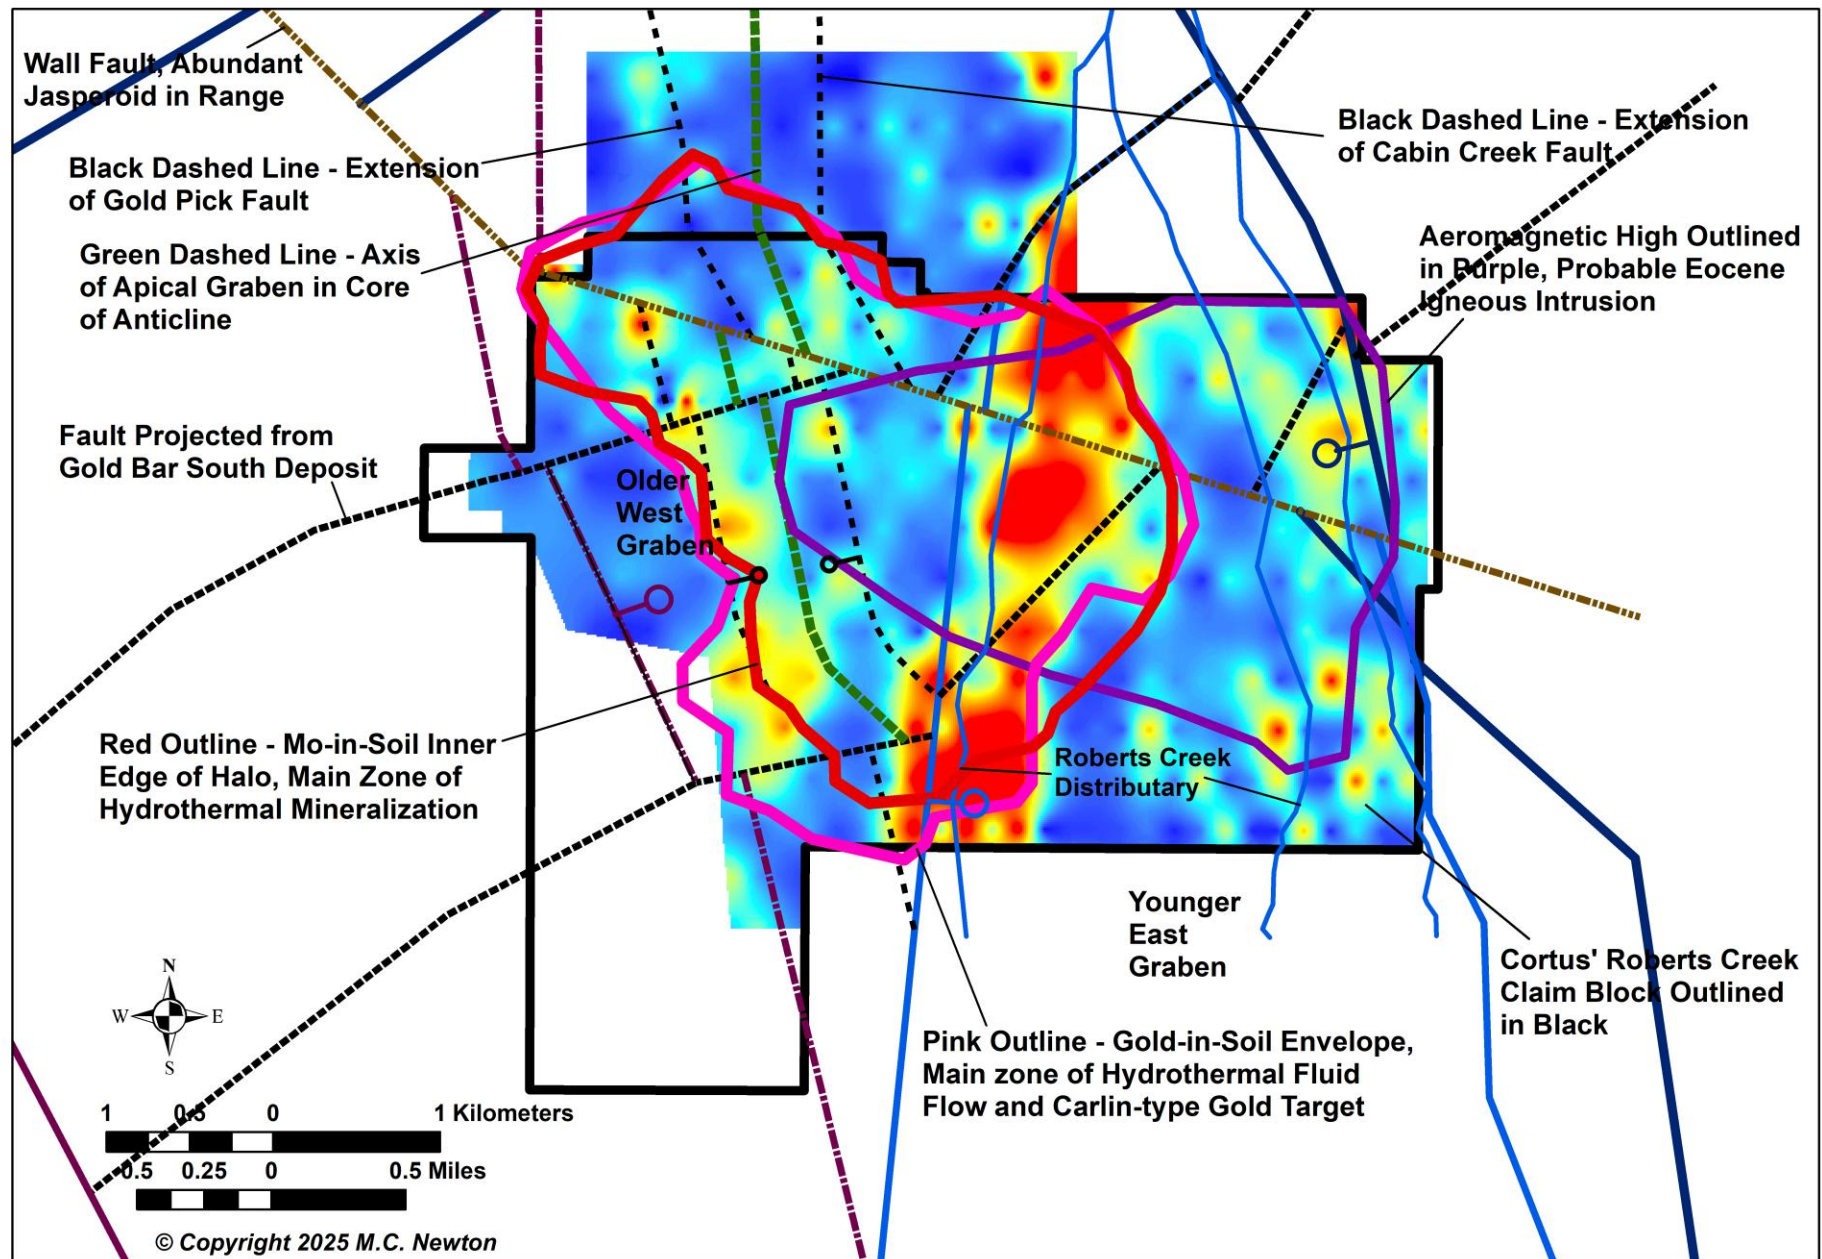 Wall Fault, Abundant
Jasperoid in Range
Black Dashed Line - Extension
of Gold Pick Fault
Green Dashed Line - Axis
of Apical Graben in Core
of Anticline
Fault Projected from
Gold Bar South Deposit
Black Dashed Line - Extension
of Cabin Creek Fault
Aeromagnetic High Outlined
in Purple, Probable Eocene
Igneous Intrusion
Older
West
Graben
Red Outline - Mo-in-Soil Inner
Edge of Halo, Main Zone of
Hydrothermal Mineralization
Roberts Creek
Distributary
Younger
East
Graben
Cortus' Roberts Creek
Claim Block Outlined
in Black
Pink Outline - Gold-in-Soil Envelope,
Main zone of Hydrothermal Fluid
Flow and Carlin-type Gold Target
N
W E
S
1 0.5 0 1 Kilometers
0.5 0.25 0 0.5 Miles
© Copyright 2025 M.C. Newton